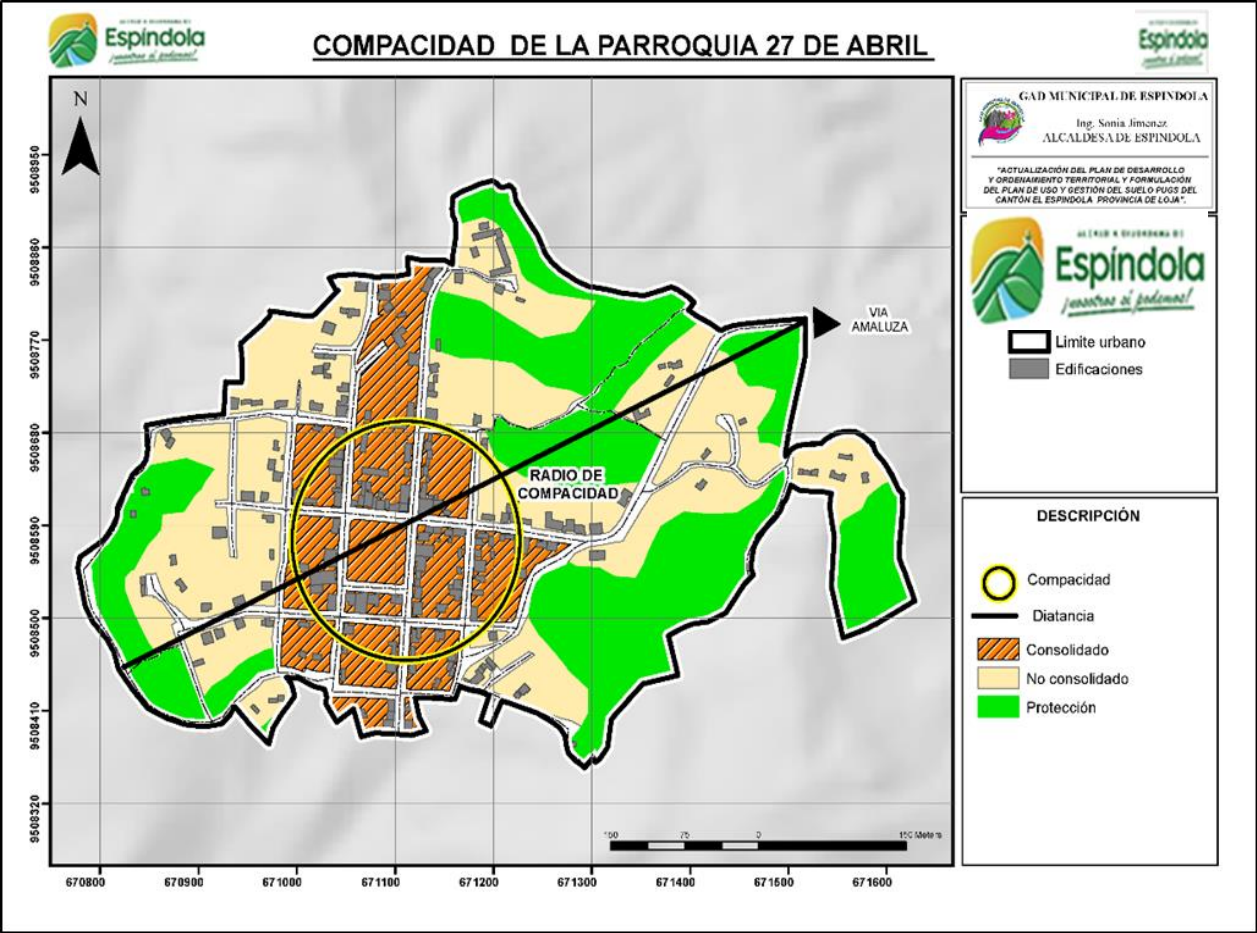 Espíndola
¡nosotros sí podemos!
COMPACIDAD DE LA PARROQUIA 27 DE ABRIL
Espíndola
N
GAD MUNICIPAL DE ESPINDOLA
Ing. Sonia Jimenez
ALCALDESA DE ESPINDOLA
"ACTUALIZACIÓN DEL PLAN DE DESARROLLO
Y ORDENAMIENTO TERRITORIAL Y FORMULACIÓN
DEL PLAN DE USO Y GESTIÓN DEL SUELO PUGS DEL
CANTÓN EL ESPINDOLA PROVINCIA DE LOJA".
Espíndola
¡nosotros sí podemos!
Limite urbano
Edificaciones
DESCRIPCIÓN
Compacidad
Diatancia
Consolidado
No consolidado
Protección
VIA
AMALUZA
RADIO DE
COMPACIDAD
9508950
9508880
9508770
9508680
9508590
9508500
9508410
9508320
75
0
150 Meters
670800
670900
671000
671100
671200
671300
671400
671500
671600